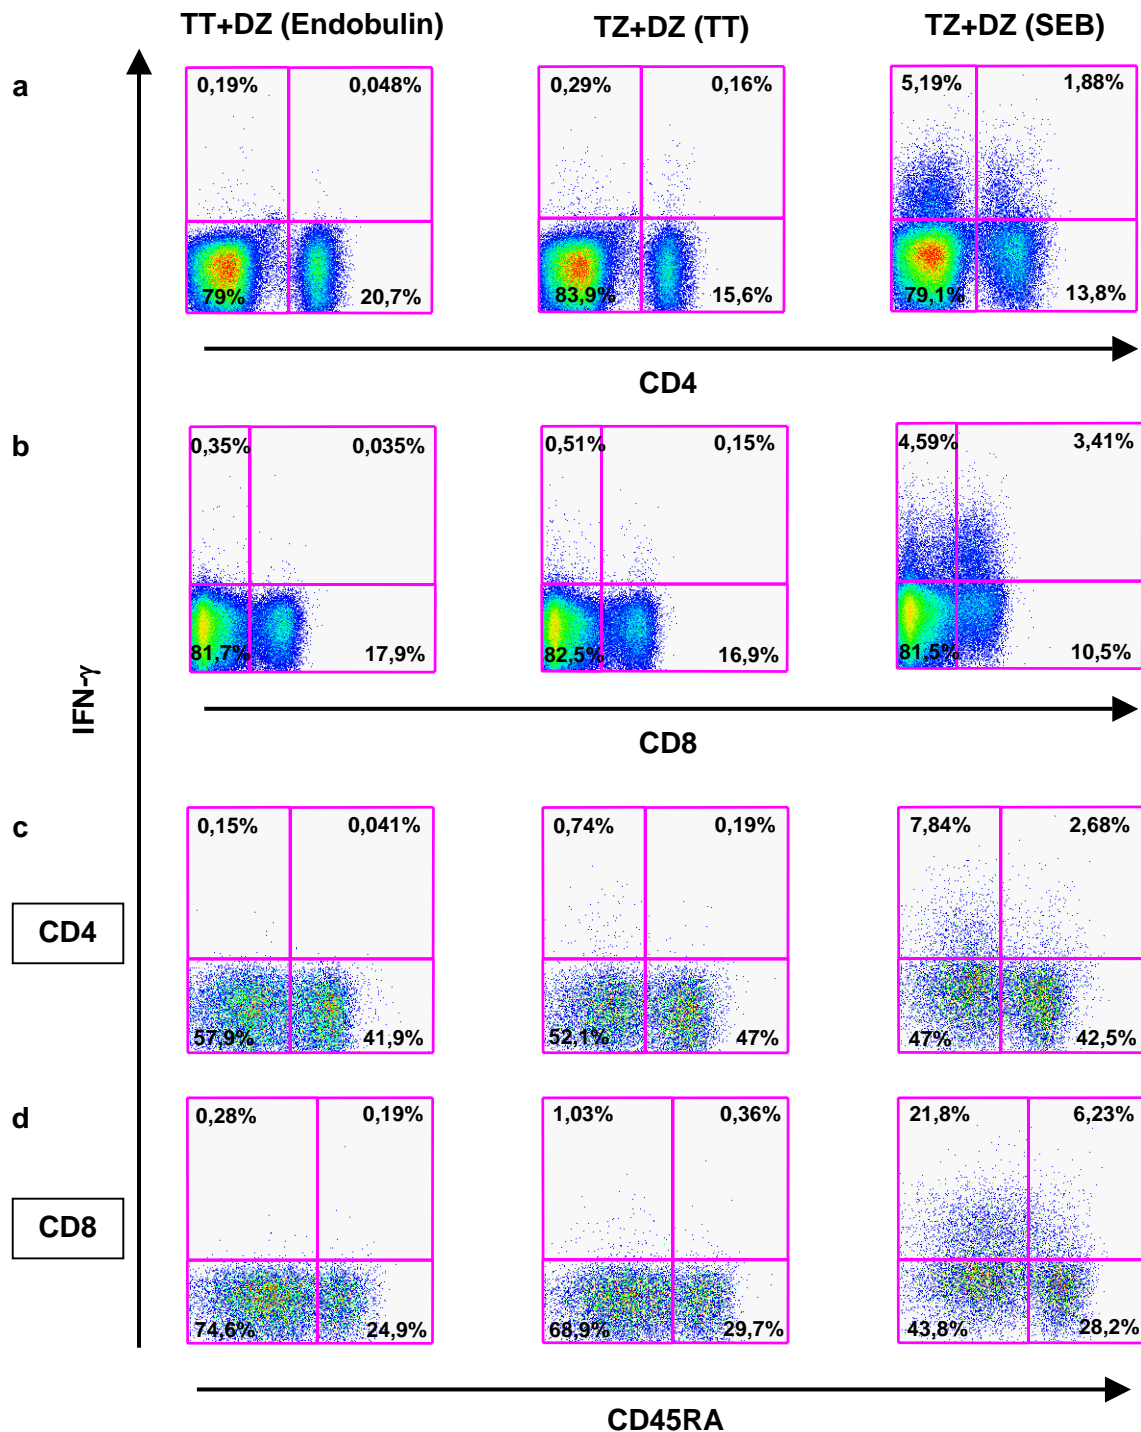 TT+DZ (Endobulin) TZ+DZ (TT) TZ+DZ (SEB)
a
0,19% 0,048% 0,29% 0,16% 5,19% 1,88%
79% 20,7% 83,9% 15,6% 79,1% 13,8%
CD4
b
0,35% 0,035% 0,51% 0,15% 4,59% 3,41%
81,7% 17,9% 82,5% 16,9% 81,5% 10,5%
CD8
IFN-γ
c
0,15% 0,041% 0,74% 0,19% 7,84% 2,68%
CD4
57,9% 41,9% 52,1% 47% 47% 42,5%
d
0,28% 0,19% 1,03% 0,36% 21,8% 6,23%
CD8
74,6% 24,9% 68,9% 29,7% 43,8% 28,2%
CD45RA